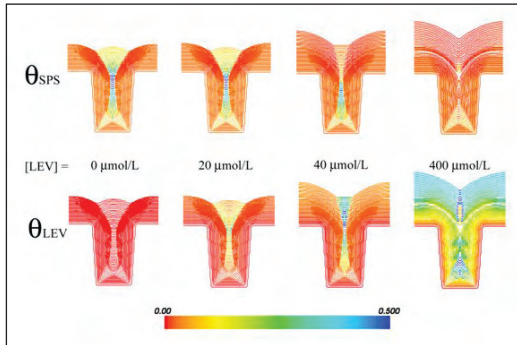 θSPS
[LEV] = 0 μmol/L 20 μmol/L 40 μmol/L 400 μmol/L
θLEV
0.00 0.500